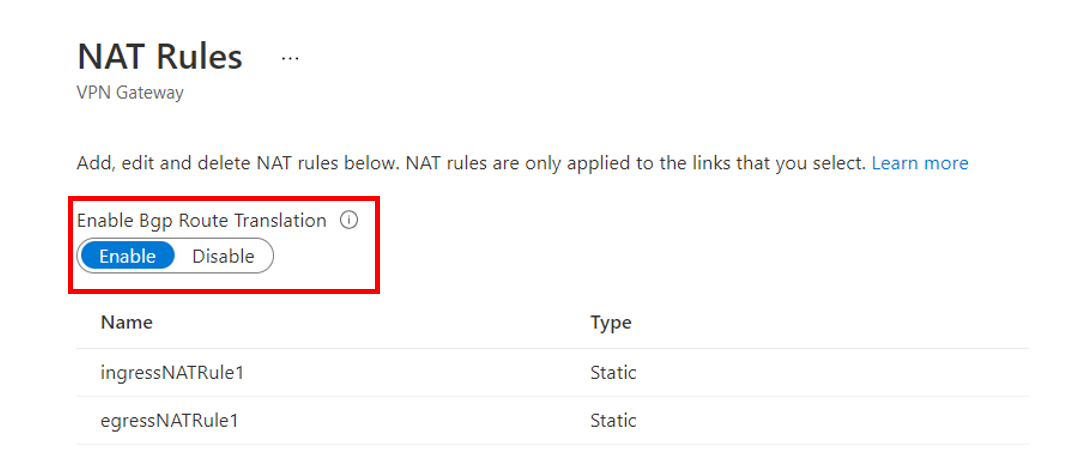 NAT Rules ...
VPN Gateway
Add, edit and delete NAT rules below. NAT rules are only applied to the links that you select. Learn more
Enable Bgp Route Translation
Enable Disable
Name Type
ingressNATRule1 Static
egressNATRule1 Static